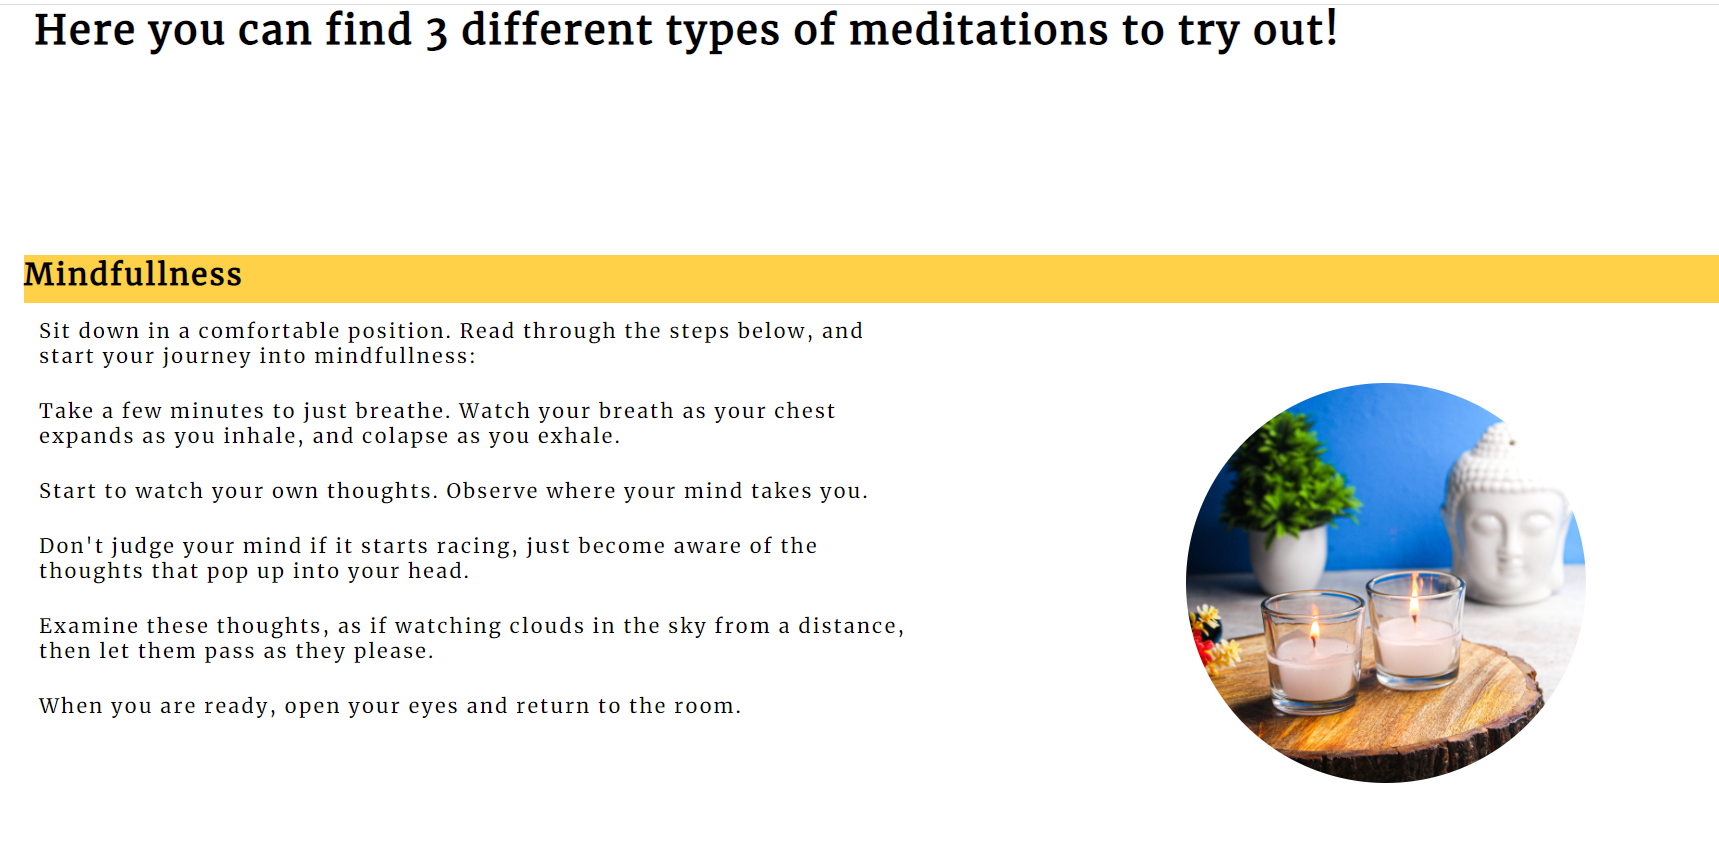 Here you can find 3 different types of meditations to try out!
Mindfullness
Sit down in a comfortable position. Read through the steps below, and
start your journey into mindfullness:
Take a few minutes to just breathe. Watch your breath as your chest
expands as you inhale, and colapse as you exhale.
Start to watch your own thoughts. Observe where your mind takes you.
Don't judge your mind if it starts racing, just become aware of the
thoughts that pop up into your head.
Examine these thoughts, as if watching clouds in the sky from a distance,
then let them pass as they please.
When you are ready, open your eyes and return to the room.